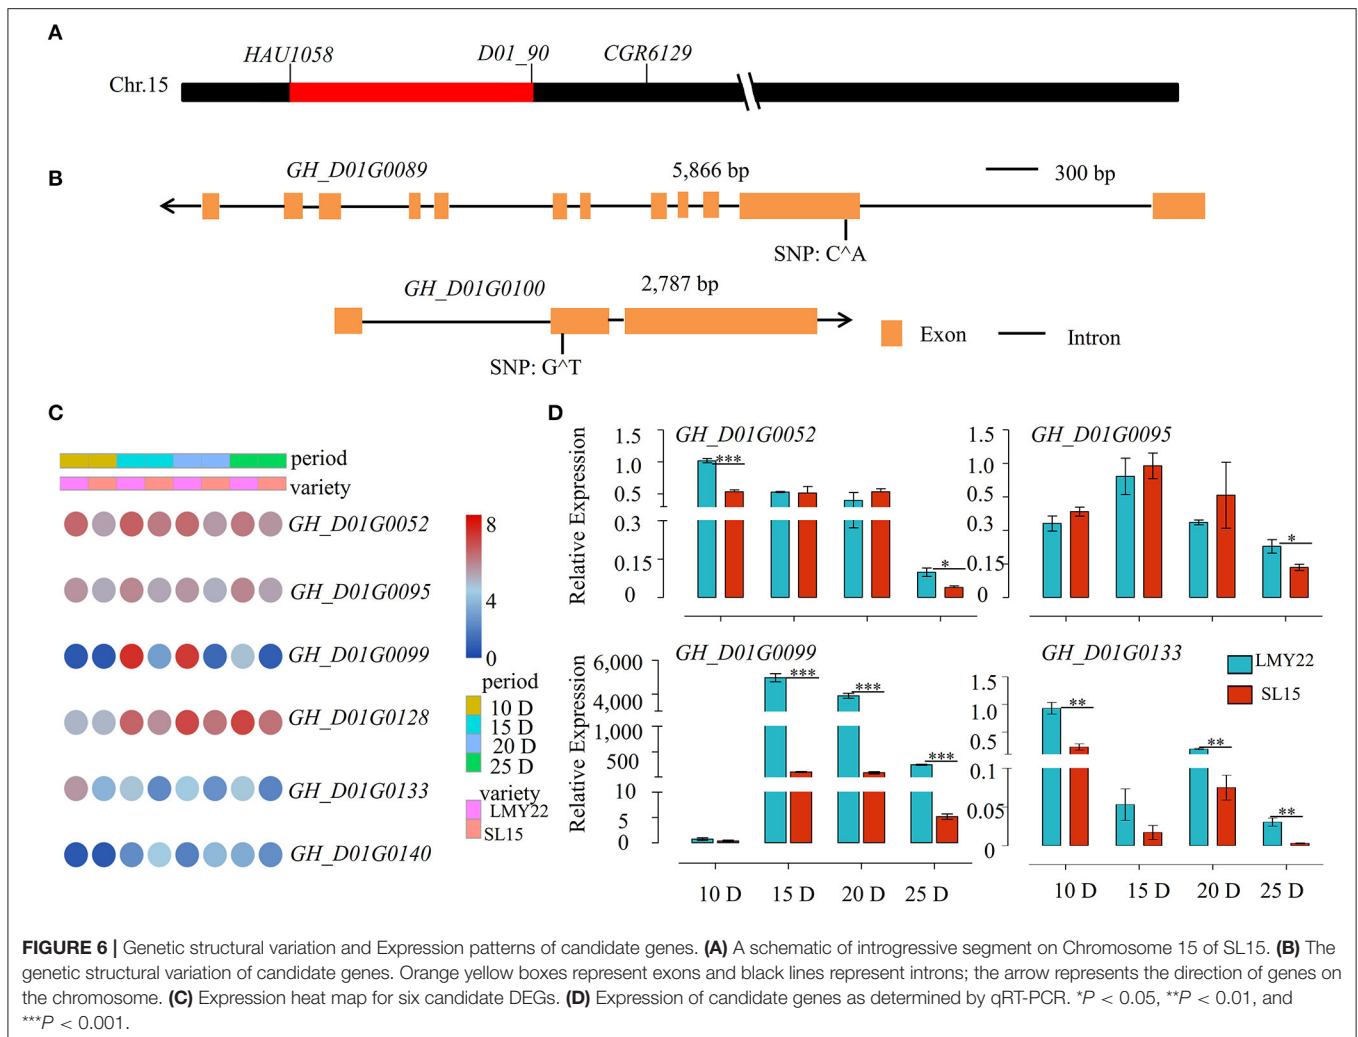 A
HAU1058
D01_90
CGR6129
Chr.15
B
GH_D01G0089
5,866 bp
300 bp
SNP: C^A
GH_D01G0100
2,787 bp
Exon
Intron
SNP: G^T
C
period
variety
GH_D01G0052
GH_D01G0095
GH_D01G0099
GH_D01G0128
GH_D01G0133
GH_D01G0140
8
4
0
period
10 D
15 D
20 D
25 D
variety
LMY22
SL15
D
Relative Expression
1.5
1.0
0.5
0.3
0.15
0
GH_D01G0052
***
*
1.5
1.0
0.5
0.3
0.15
0
GH_D01G0095
*
Relative Expression
6,000
4,000
1,000
500
10
5
0
GH_D01G0099
***
***
***
10 D
15 D
20 D
25 D
1.5
1.0
0.5
0.1
0.05
0
GH_D01G0133
LMY22
SL15
**
**
**
10 D
15 D
20 D
25 D
FIGURE 6 | Genetic structural variation and Expression patterns of candidate genes. (A) A schematic of introgressive segment on Chromosome 15 of SL15. (B) The
genetic structural variation of candidate genes. Orange yellow boxes represent exons and black lines represent introns; the arrow represents the direction of genes on
the chromosome. (C) Expression heat map for six candidate DEGs. (D) Expression of candidate genes as determined by qRT-PCR. *P < 0.05, **P < 0.01, and
***P < 0.001.